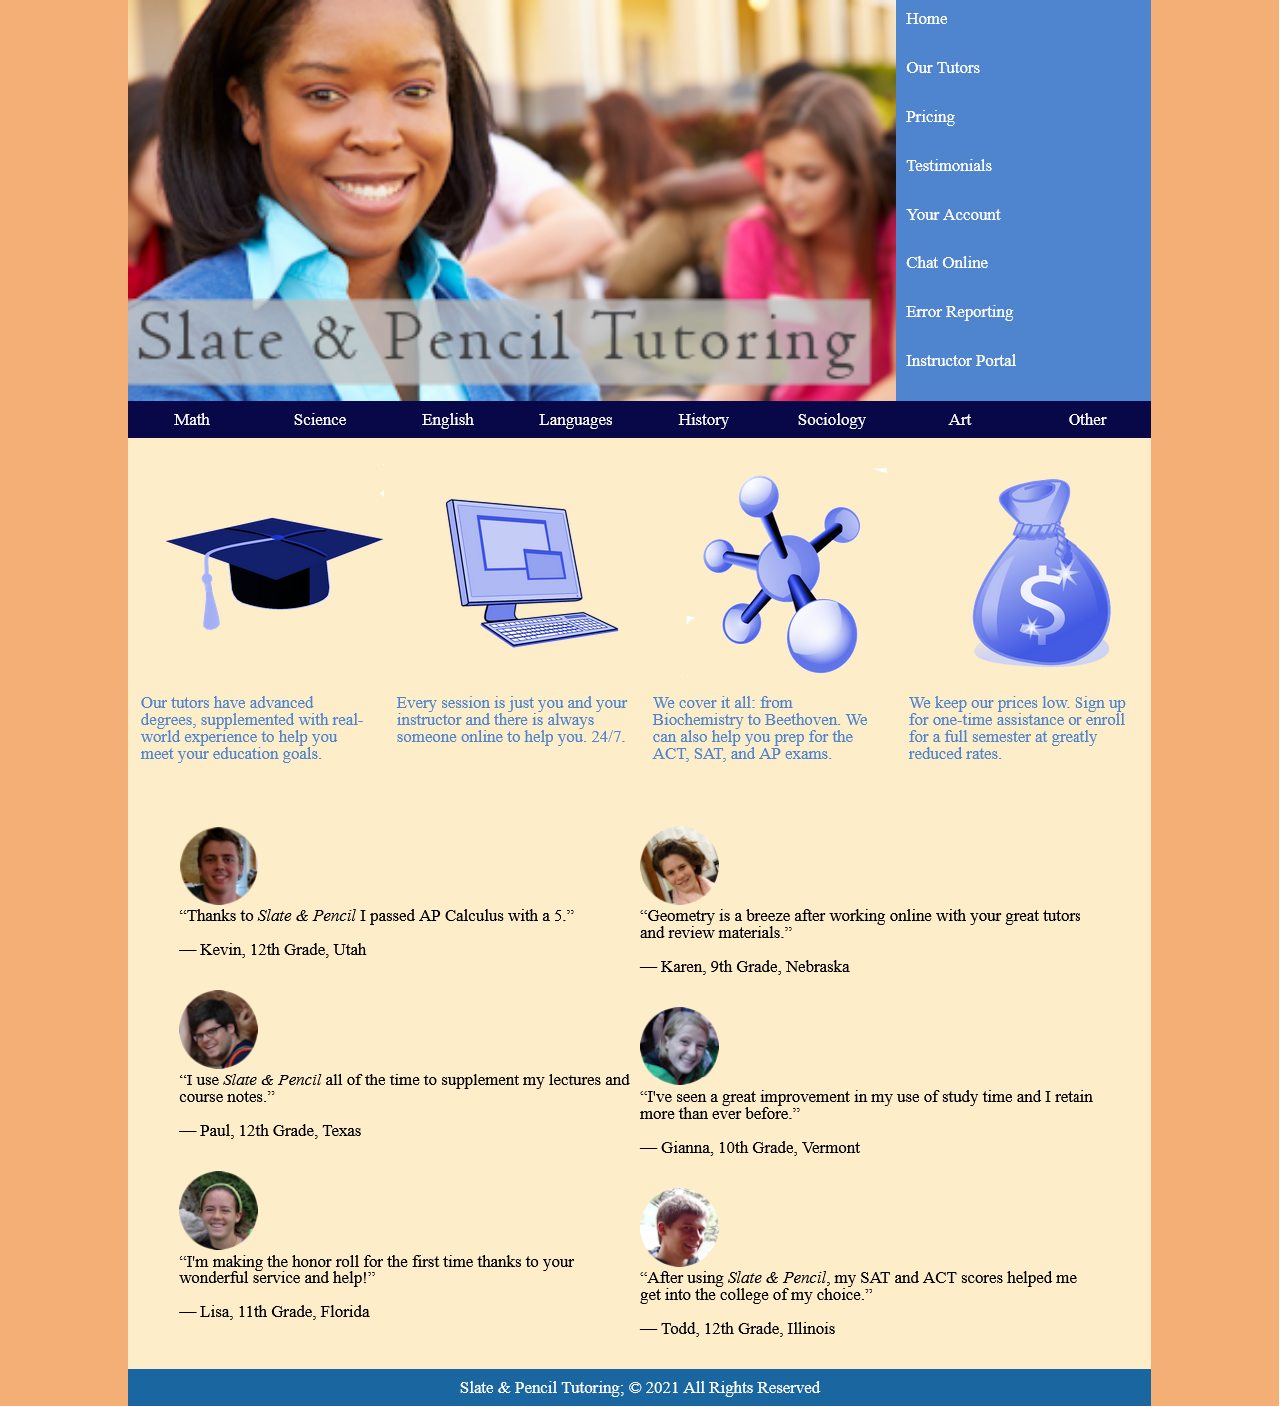 Home
Our Tutors
Pricing
Testimonials
Your Account
Chat Online
Error Reporting
Instructor Portal
Slate & Pencil Tutoring
Math Science English Languages History Sociology Art Other
$
Our tutors have advanced
degrees, supplemented with real-
world experience to help you
meet your education goals.
Every session is just you and your
instructor and there is always
someone online to help you. 24/7.
We cover it all: from
Biochemistry to Beethoven. We
can also help you prep for the
ACT, SAT, and AP exams.
We keep our prices low. Sign up
for one-time assistance or enroll
for a full semester at greatly
reduced rates.
“Thanks to Slate & Pencil I passed AP Calculus with a 5.”
— Kevin, 12th Grade, Utah
“I use Slate & Pencil all of the time to supplement my lectures and
course notes.”
— Paul, 12th Grade, Texas
“I'm making the honor roll for the first time thanks to your
wonderful service and help!”
— Lisa, 11th Grade, Florida
“Geometry is a breeze after working online with your great tutors
and review materials.”
— Karen, 9th Grade, Nebraska
“I've seen a great improvement in my use of study time and I retain
more than ever before.”
— Gianna, 10th Grade, Vermont
“After using Slate & Pencil, my SAT and ACT scores helped me
get into the college of my choice.”
— Todd, 12th Grade, Illinois
Slate & Pencil Tutoring; © 2021 All Rights Reserved